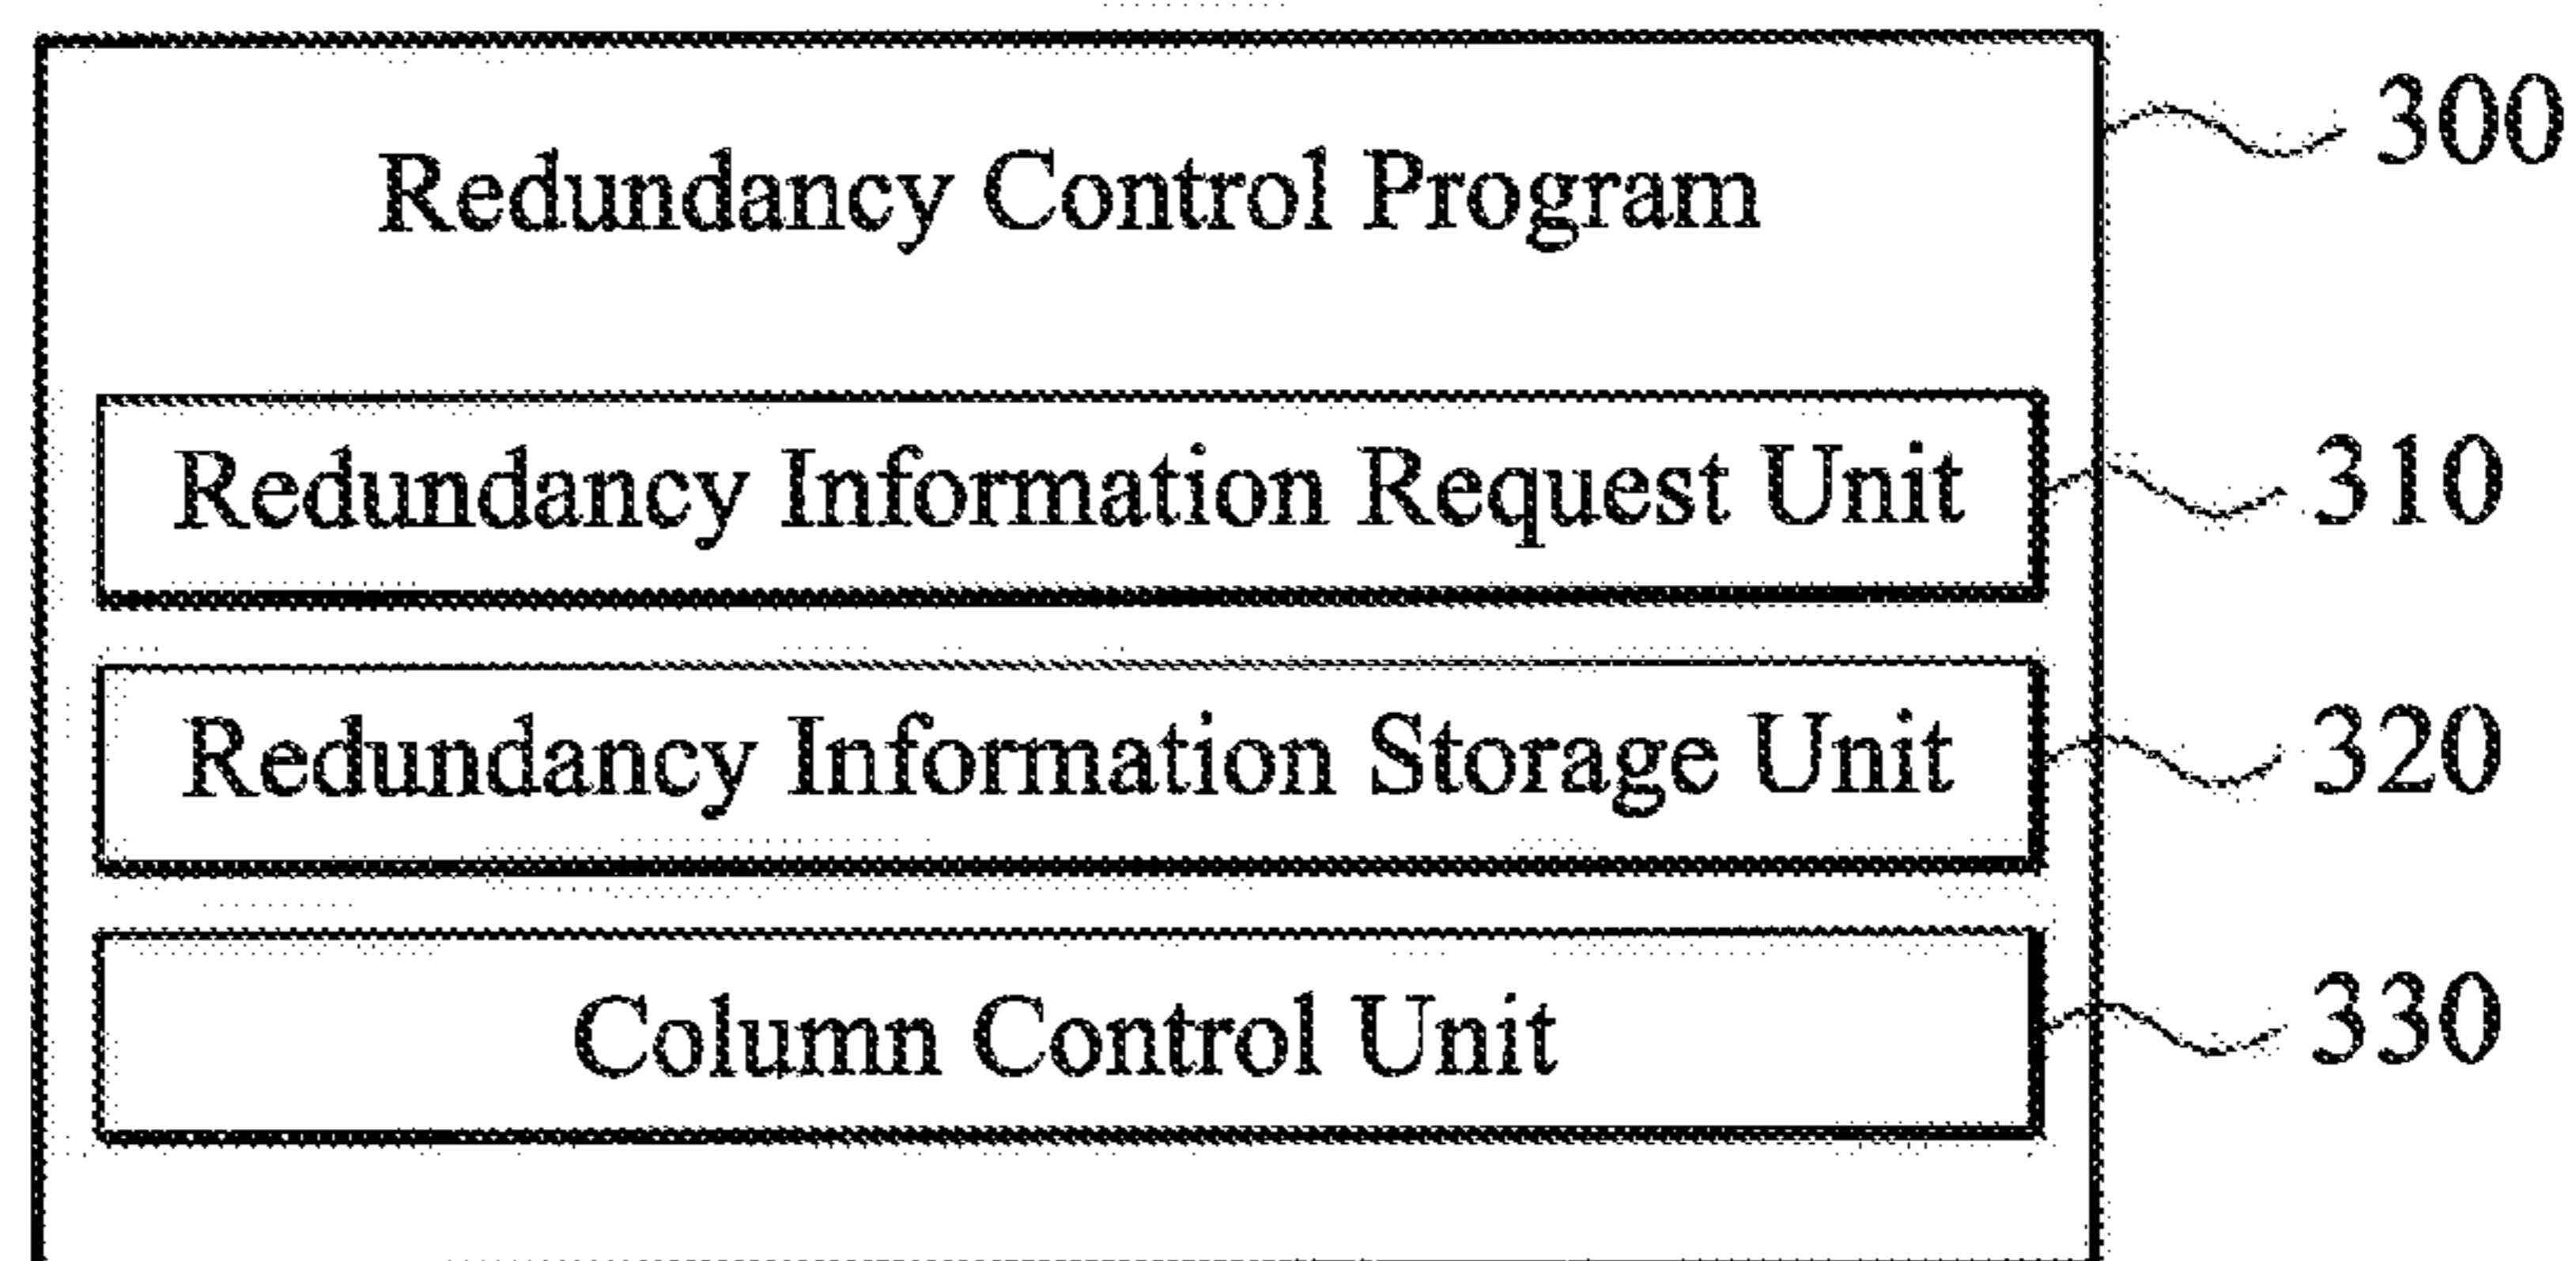 300
Redundancy Control Program
Redundancy Information Request Unit 310
Redundancy Information Storage Unit 320
Column Control Unit 330